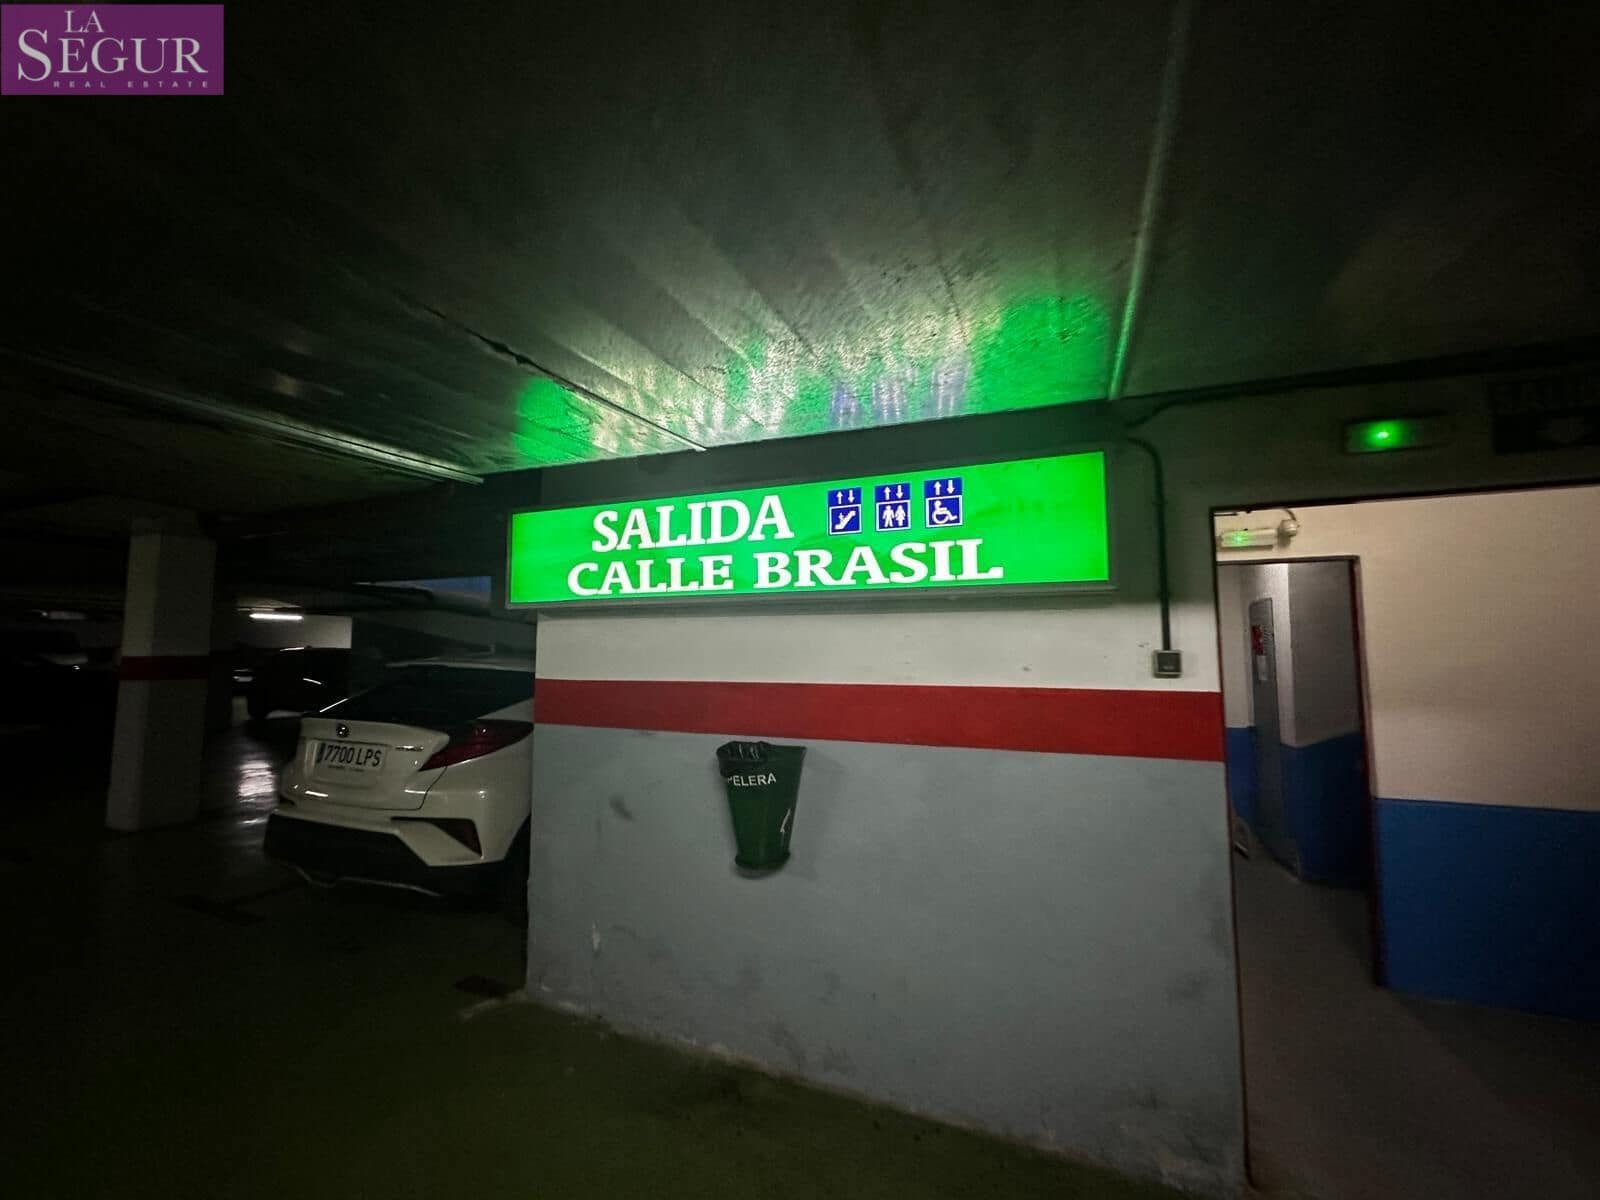 LA
SEGUR
REAL ESTATE
SALIDA
CALLE BRASIL
7700 LPS
PELERA